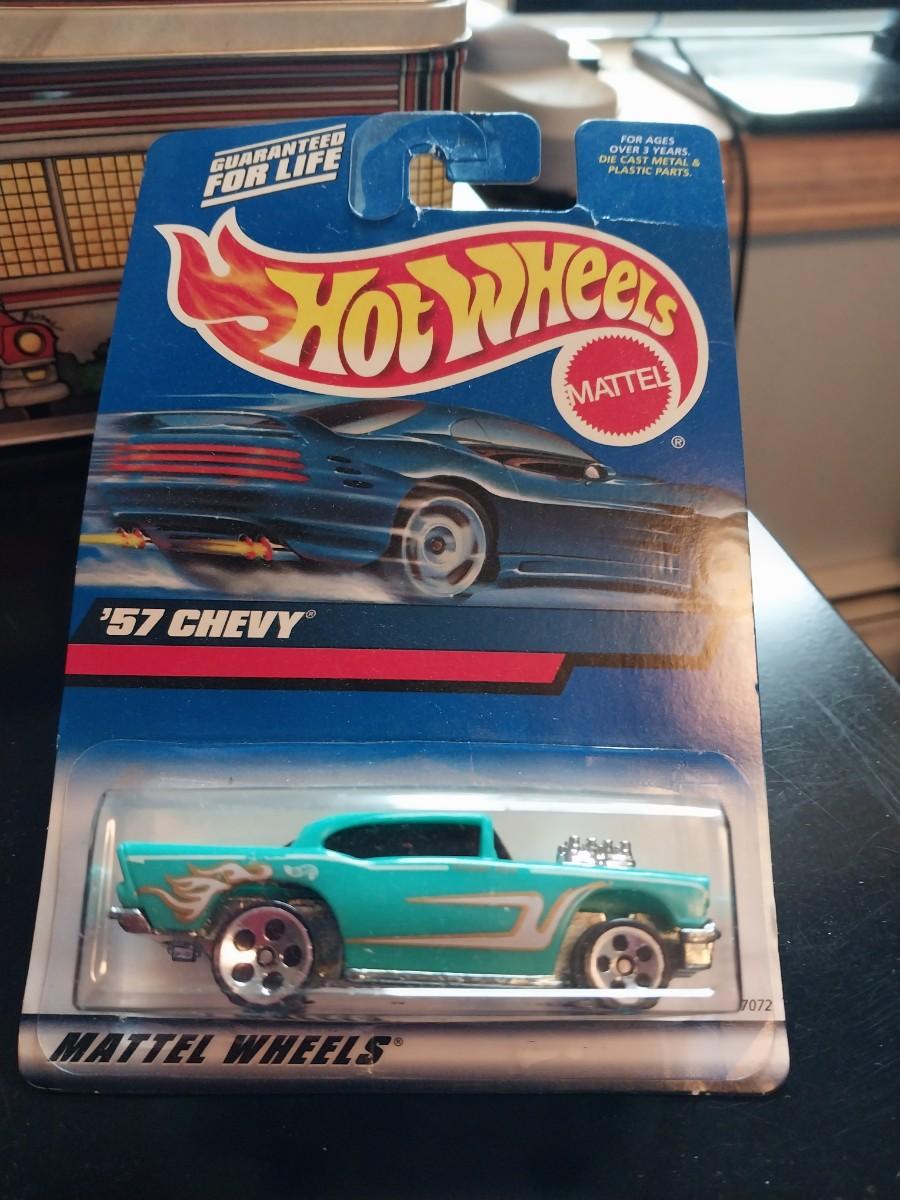 GUARANTEED
FOR LIFE
FOR AGES
OVER 3 YEARS.
DIE CAST METAL &
PLASTIC PARTS.
HOT WHEELS
MATTEL
®
'57 CHEVY®
7072
MATTEL WHEELS®